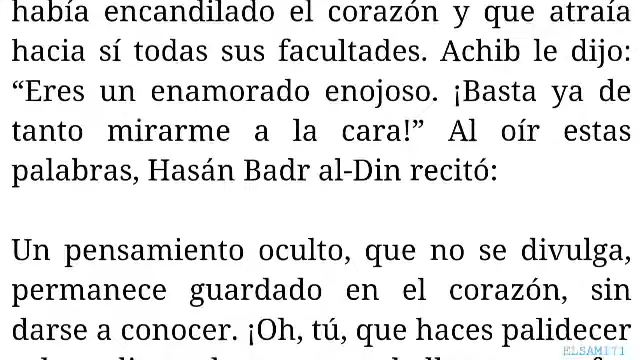 había encandilado el corazón y que atraía
hacia sí todas sus facultades. Achib le dijo:
“Eres un enamorado enojoso. ¡Basta ya de
tanto mirarme a la cara!” Al oír estas
palabras, Hasán Badr al-Din recitó:
Un pensamiento oculto, que no se divulga,
permanece guardado en el corazón, sin
darse a conocer. ¡Oh, tú, que haces palidecer
ELSAMI71